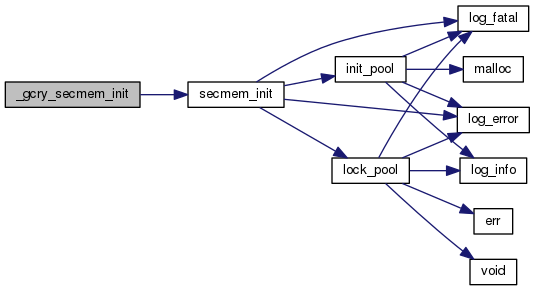 _gcry_secmem_init
secmem_init
init_pool
lock_pool
log_fatal
malloc
log_error
log_info
err
void